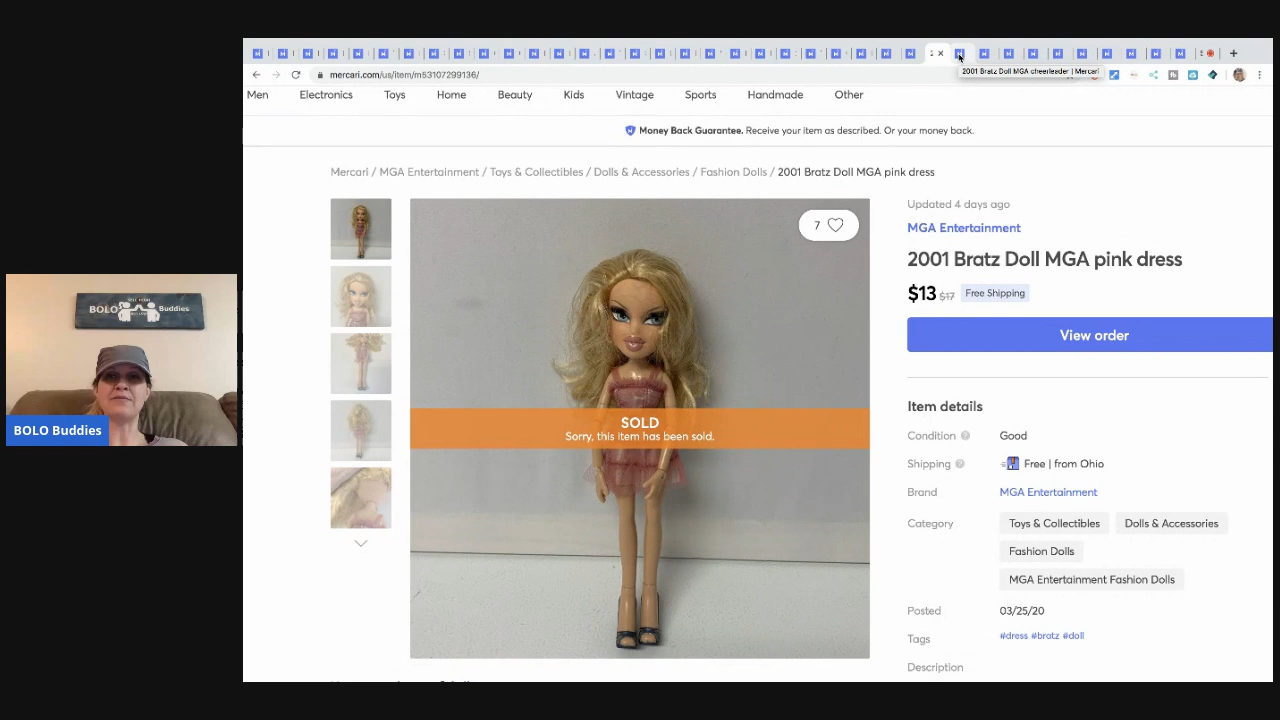 mercari.com/us/item/m53107299136/
2001 Bratz Doll MGA cheerleader | Mercari
Men Electronics Toys Home Beauty Kids Vintage Sports Handmade Other
Money Back Guarantee. Receive your item as described. Or your money back.
Mercari / MGA Entertainment / Toys & Collectibles / Dolls & Accessories / Fashion Dolls / 2001 Bratz Doll MGA pink dress
7
SOLD
Sorry, this item has been sold.
Updated 4 days ago
MGA Entertainment
2001 Bratz Doll MGA pink dress
$13 $17 Free Shipping
View order
Item details
Condition Good
Shipping Free | from Ohio
Brand MGA Entertainment
Category Toys & Collectibles Dolls & Accessories
Fashion Dolls
MGA Entertainment Fashion Dolls
Posted 03/25/20
Tags #dress #bratz #doll
Description
BOLO Buddies
BOLO Buddies